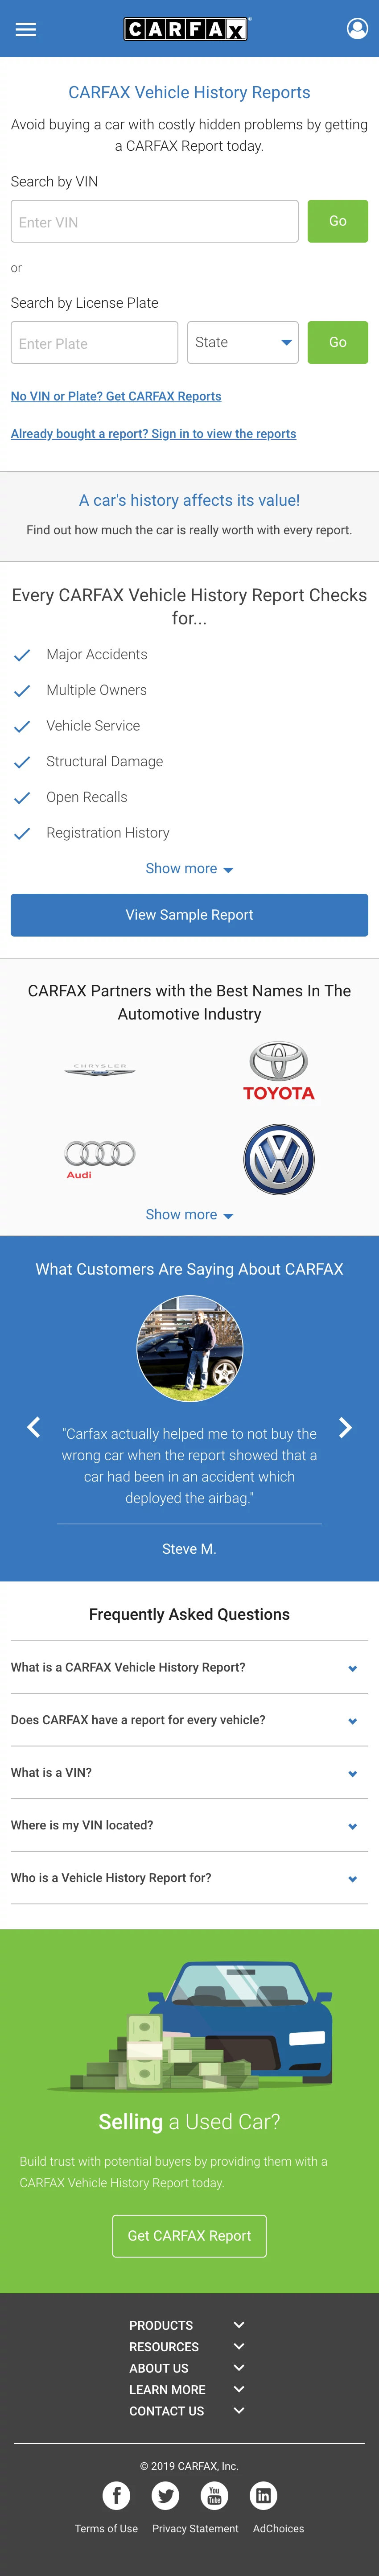 CARFAX
CARFAX Vehicle History Reports
Avoid buying a car with costly hidden problems by getting
a CARFAX Report today.
Search by VIN
Enter VIN
Go
or
Search by License Plate
Enter Plate
State
Go
No VIN or Plate? Get CARFAX Reports
Already bought a report? Sign in to view the reports
A car's history affects its value!
Find out how much the car is really worth with every report.
Every CARFAX Vehicle History Report Checks
for...
Major Accidents
Multiple Owners
Vehicle Service
Structural Damage
Open Recalls
Registration History
Show more
View Sample Report
CARFAX Partners with the Best Names In The
Automotive Industry
CHRYSLER
TOYOTA
Audi
VW
Show more
What Customers Are Saying About CARFAX
"Carfax actually helped me to not buy the
wrong car when the report showed that a
car had been in an accident which
deployed the airbag."
Steve M.
Frequently Asked Questions
What is a CARFAX Vehicle History Report?
Does CARFAX have a report for every vehicle?
What is a VIN?
Where is my VIN located?
Who is a Vehicle History Report for?
Selling a Used Car?
Build trust with potential buyers by providing them with a
CARFAX Vehicle History Report today.
Get CARFAX Report
PRODUCTS
RESOURCES
ABOUT US
LEARN MORE
CONTACT US
© 2019 CARFAX, Inc.
f
You
Tube
in
Terms of Use Privacy Statement AdChoices